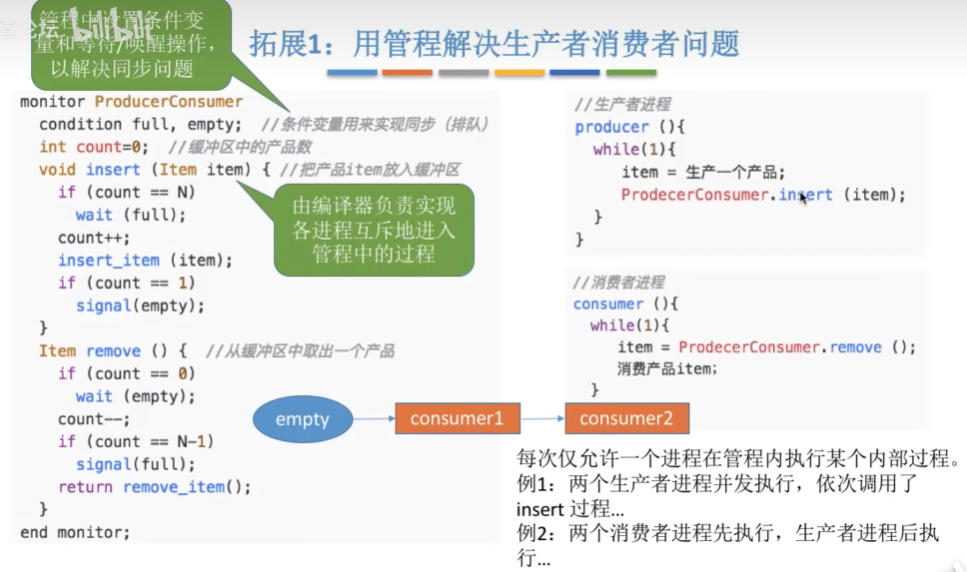 管程中设置条件变
量和等待/唤醒操作，
以解决同步问题
bilibili
拓展1：用管程解决生产者消费者问题
monitor ProducerConsumer
condition full, empty; //条件变量用来实现同步（排队）
int count=0; //缓冲区中的产品数
void insert (Item item) { //把产品item放入缓冲区
if (count == N)
wait (full);
count++;
insert_item (item);
if (count == 1)
signal(empty);
}
Item remove () { //从缓冲区中取出一个产品
if (count == 0)
wait (empty);
count--;
if (count == N-1)
signal(full);
return remove_item();
}
end monitor;
由编译器负责实现
各进程互斥地进入
管程中的过程
//生产者进程
producer (){
while(1){
item = 生产一个产品;
ProdecerConsumer.insert (item);
}
}
//消费者进程
consumer (){
while(1){
item = ProdecerConsumer.remove ();
消费产品item;
}
empty
consumer1
consumer2
每次仅允许一个进程在管程内执行某个内部过程。
例1：两个生产者进程并发执行，依次调用了
insert 过程...
例2：两个消费者进程先执行，生产者进程后执
行...